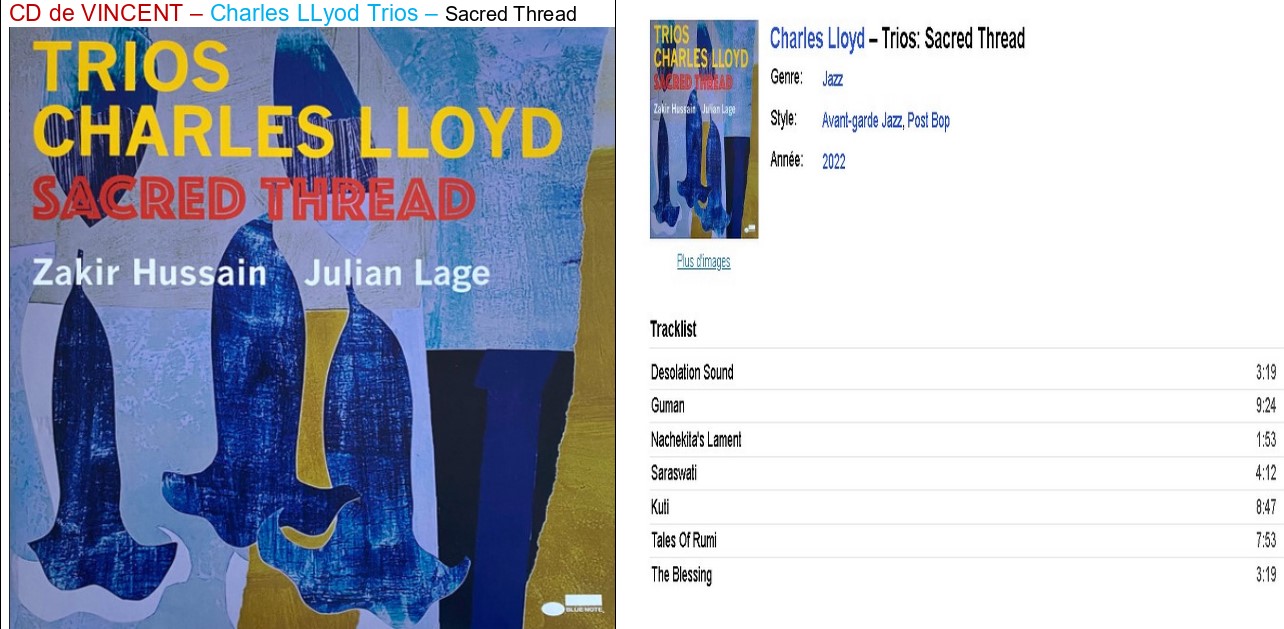 CD de VINCENT – Charles LLyod Trios – Sacred Thread
TRIOS
CHARLES LLOYD
SACRED THREAD
Zakir Hussain Julian Lage
BLUE NOTE
TRIOS
CHARLES LLOYD
SACRED THREAD
Zakir Hussain Julian Lage
Charles Lloyd – Trios: Sacred Thread
Genre: Jazz
Style: Avant-garde Jazz, Post Bop
Année: 2022
Plus d'images
Tracklist
Desolation Sound 3:19
Guman 9:24
Nachekita's Lament 1:53
Saraswati 4:12
Kuti 8:47
Tales Of Rumi 7:53
The Blessing 3:19